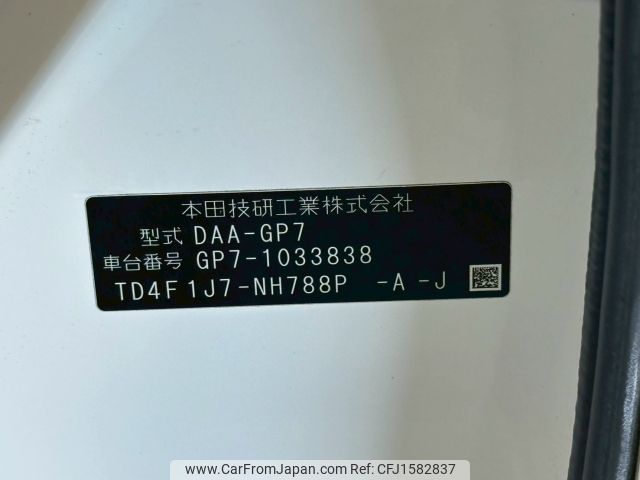 本田技研工業株式会社
型式 DAA-GP7
車台番号 GP7-1033838
TD4F1J7-NH788P -A -J
www.CarFromJapan.com | CFJ1582837